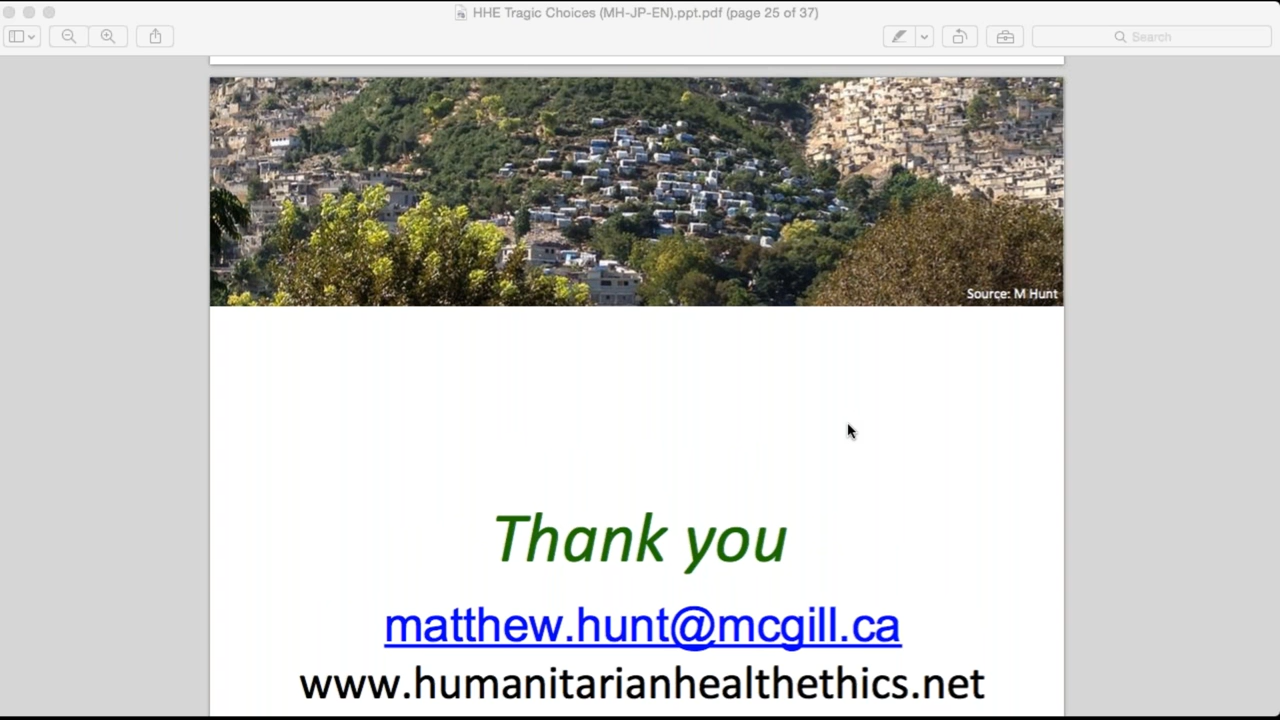 HHE Tragic Choices (MH-JP-EN).ppt.pdf (page 25 of 37)
Search
Source: M Hunt
Thank you
matthew.hunt@mcgill.ca
www.humanitarianhealthethics.net